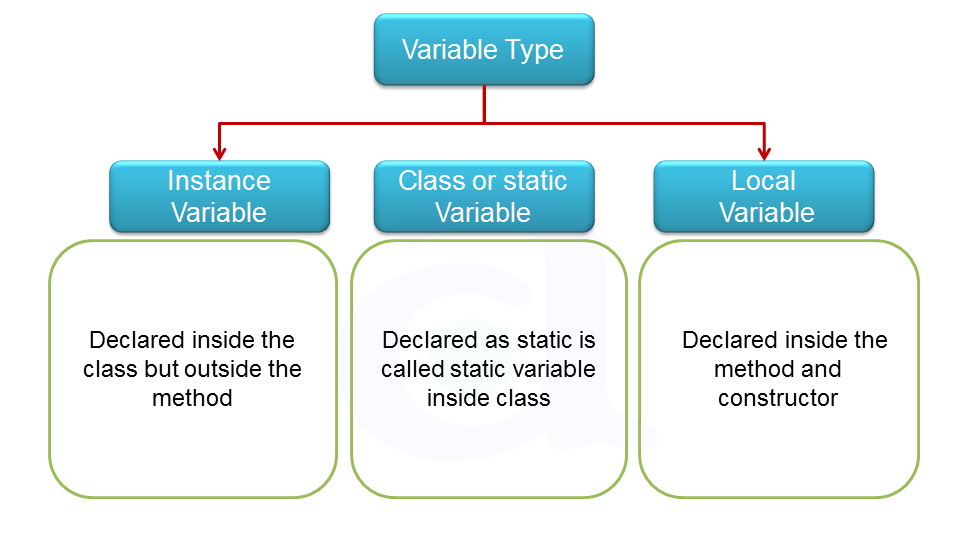 Variable Type
Instance
Variable
Class or static
Variable
Local
Variable
Declared inside the
class but outside the
method
Declared as static is
called static variable
inside class
Declared inside the
method and
constructor